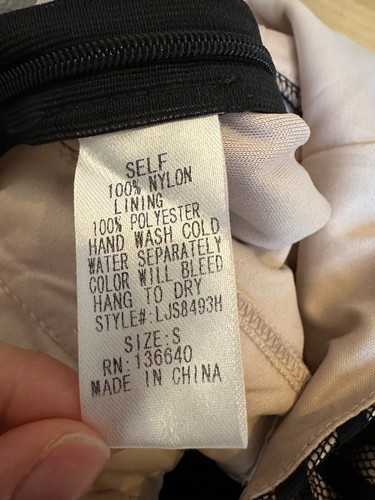 SELF
100% NYLON
LINING
100% POLYESTER
HAND WASH COLD
WATER SEPARATELY
COLOR WILL BLEED
HANG TO DRY
STYLE#:LJS8493H
SIZE:S
RN:136640
MADE IN CHINA